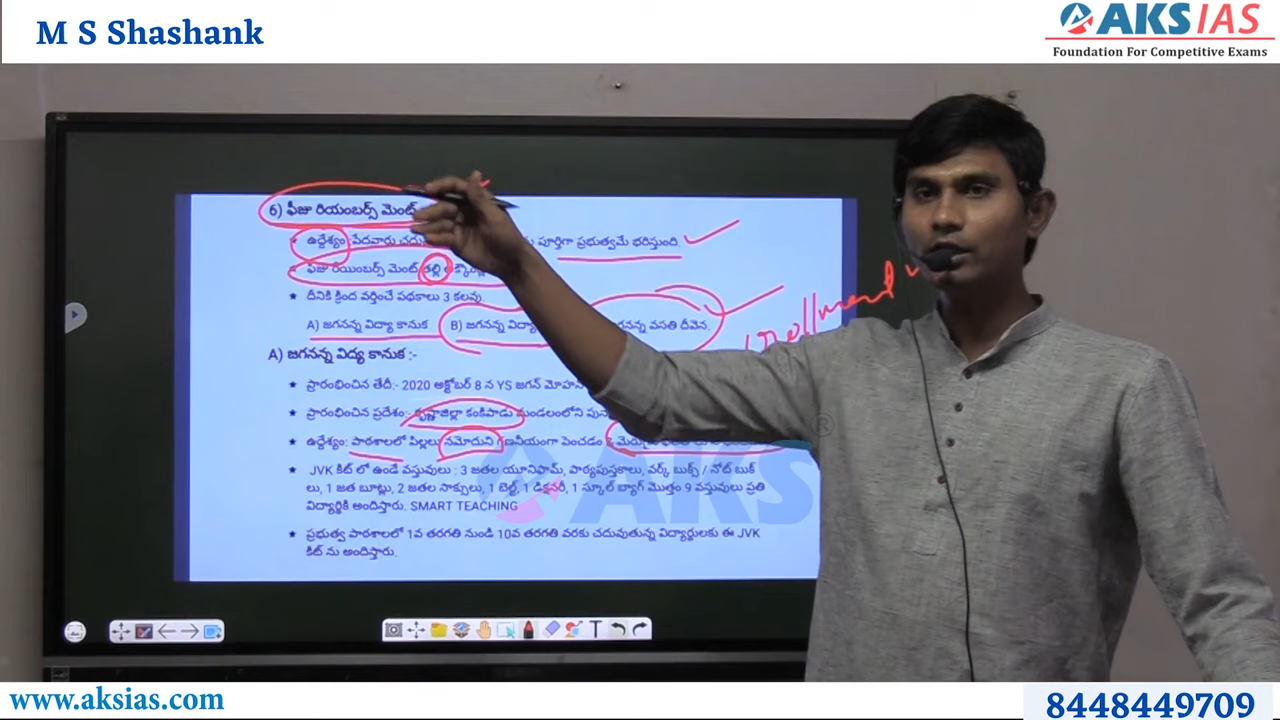 M S Shashank
AKS IAS
Foundation For Competitive Exams
6) ఫీజు రియంబర్స్ మెంట్
ఉద్దేశ్యం పేదవారు పూర్తిగా ప్రభుత్వమే భరిస్తుంది.
ఫీజు రీయింబర్స్ మెంట్ తల్లి
దీనికి క్రింద వర్తించే పథకాలు 3 కలవు.
A) జగనన్న విద్యా కానుక B) జగనన్న వసతి దీవెన.
enrollment
A) జగనన్న విద్య కానుక :-
ప్రారంభించిన తేదీ:- 2020 అక్టోబర్ 8 న YS జగన్ మోహన్
ప్రారంభించిన ప్రదేశం:- కృష్ణాజిల్లా కంకిపాడు మండలంలోని
ఉద్దేశ్యం: పాఠశాలలో పిల్లలు నమోదుని గణనీయంగా పెంచడం &
JVK కిట్ లో ఉండే వస్తువులు : 3 జతల యూనిఫామ్, పాఠ్యపుస్తకాలు, వర్క్ బుక్స్ / నోట్ బుక్
లు, 1 జత బూట్లు, 2 జతల సాక్సులు, 1 బెల్ట్, 1 డిక్షనరీ, 1 స్కూల్ బ్యాగ్ మొత్తం 9 వస్తువులు ప్రతి
విద్యార్థికి అందిస్తారు. SMART TEACHING
ప్రభుత్వ పాఠశాలలో 1వ తరగతి నుండి 10వ తరగతి వరకు చదువుతున్న విద్యార్థులకు ఈ JVK
కిట్ ను అందిస్తారు.
AKS
www.aksias.com
8448449709